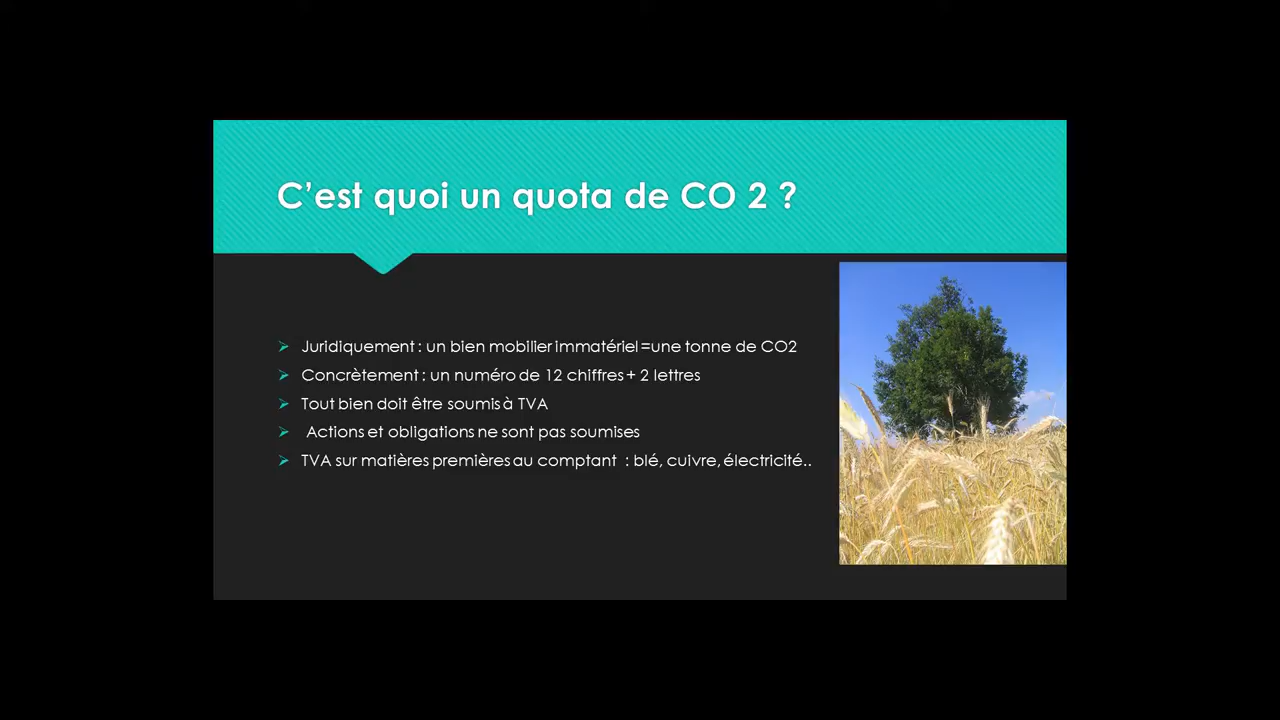 C’est quoi un quota de CO 2 ?
Juridiquement : un bien mobilier immatériel =une tonne de CO2
Concrètement : un numéro de 12 chiffres + 2 lettres
Tout bien doit être soumis à TVA
Actions et obligations ne sont pas soumises
TVA sur matières premières au comptant : blé, cuivre, électricité..